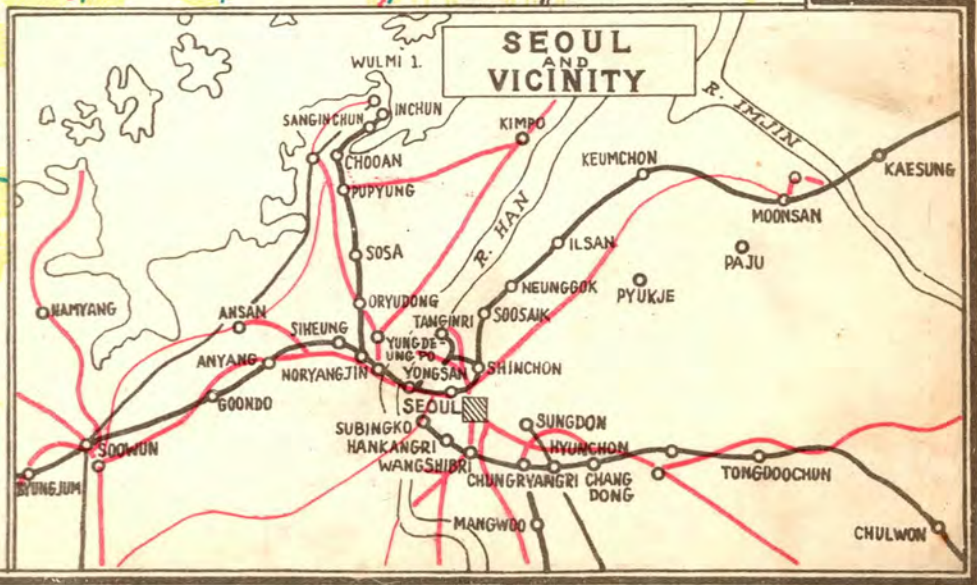 SEOUL
AND
VICINITY
WULMI 1.
INCHUN
SANGINCHUN
CHOOAN
PUPYUNG
KIMPO
R. IMJIN
KAESUNG
KEUMCHON
MOONSAN
R. HAN
SOSA
ILSAN
PAJU
PYUKJE
NEUNGGOK
SOOSAIK
NAMYANG
ANSAN
ORYUDONG
TANGINRI
SIHEUNG
YUNGDE-
UNG PO
SHINCHON
ANYANG
NORYANGJIN
YONGSAN
GOONDO
SEOUL
SUBINGKO
SUNGDON
HANKANGRI
HYUMCHON
SOOWUN
WANGSHIBRI
CHUNGRYANGRI
CHANG
DONG
TONGDOOCHUN
BYUNGJUM
MANGWOO
CHULWON